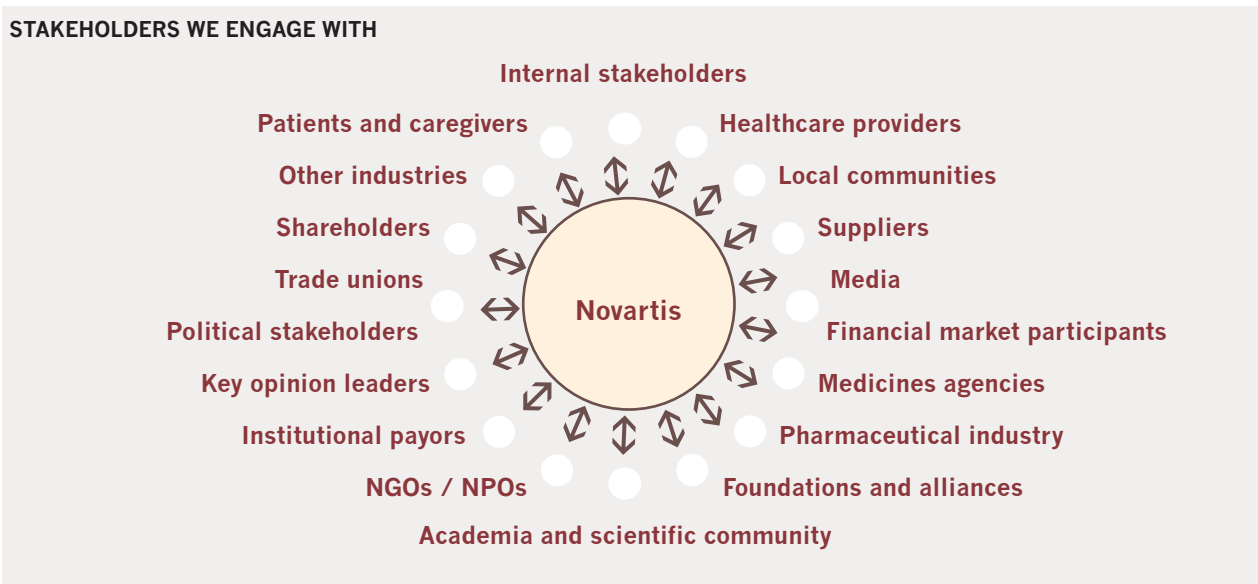 STAKEHOLDERS WE ENGAGE WITH
Internal stakeholders
Patients and caregivers
Healthcare providers
Other industries
Local communities
Shareholders
Suppliers
Trade unions
Media
Novartis
Political stakeholders
Financial market participants
Key opinion leaders
Medicines agencies
Institutional payors
Pharmaceutical industry
NGOs / NPOs
Foundations and alliances
Academia and scientific community